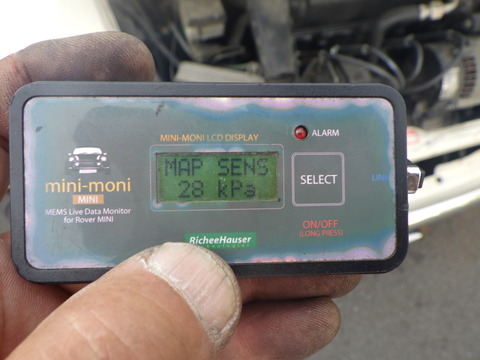 MINI-MONI LCD DISPLAY
ALARM
MAP SENS
28 kPa
SELECT
mini-moni
MINI
MEMS Live Data Monitor
for Rover MINI
ON/OFF
(LONG PRESS)
RicheeHauser